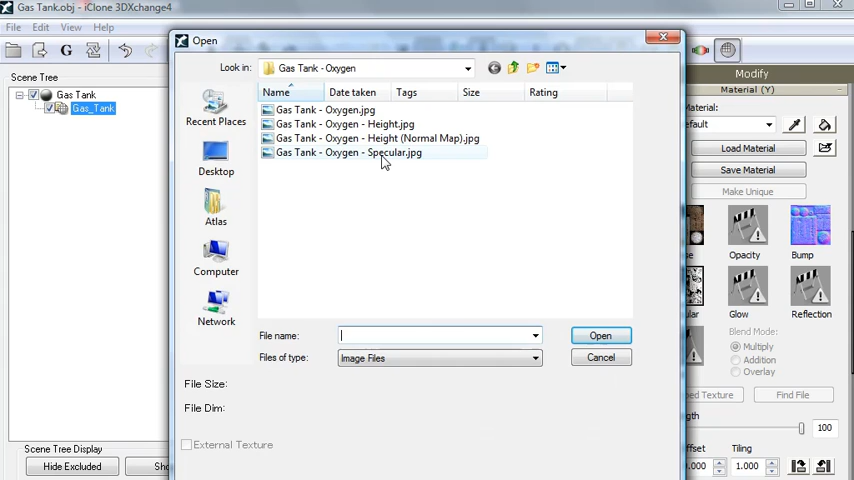 Gas Tank.obj - iClone 3DXchange4
File Edit View Help
G
Scene Tree
Gas Tank
Gas_Tank
Scene Tree Display
Hide Excluded
Open
Look in: Gas Tank - Oxygen
Name Date taken Tags Size Rating
Gas Tank - Oxygen.jpg
Gas Tank - Oxygen - Height.jpg
Gas Tank - Oxygen - Height (Normal Map).jpg
Gas Tank - Oxygen - Specular.jpg
Recent Places
Desktop
Atlas
Computer
Network
File name:
Open
Files of type: Image Files
Cancel
File Size:
File Dim:
External Texture
Modify
Material (Y)
Material:
Load Material
Save Material
Make Unique
Opacity Bump
Glow Reflection
Blend Mode:
Multiply
Addition
Overlay
Texture
Find File
100
Tiling
1.000